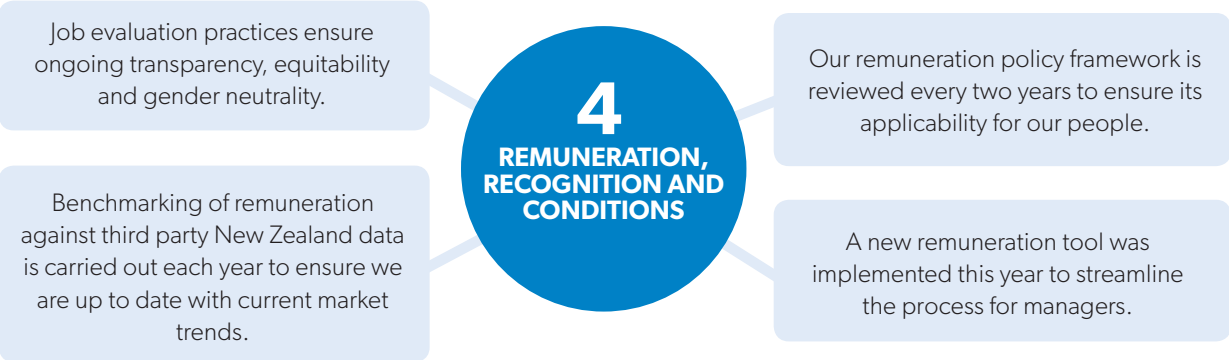 Job evaluation practices ensure
ongoing transparency, equitability
and gender neutrality.
Benchmarking of remuneration
against third party New Zealand data
is carried out each year to ensure we
are up to date with current market
trends.
4
REMUNERATION,
RECOGNITION AND
CONDITIONS
Our remuneration policy framework is
reviewed every two years to ensure its
applicability for our people.
A new remuneration tool was
implemented this year to streamline
the process for managers.